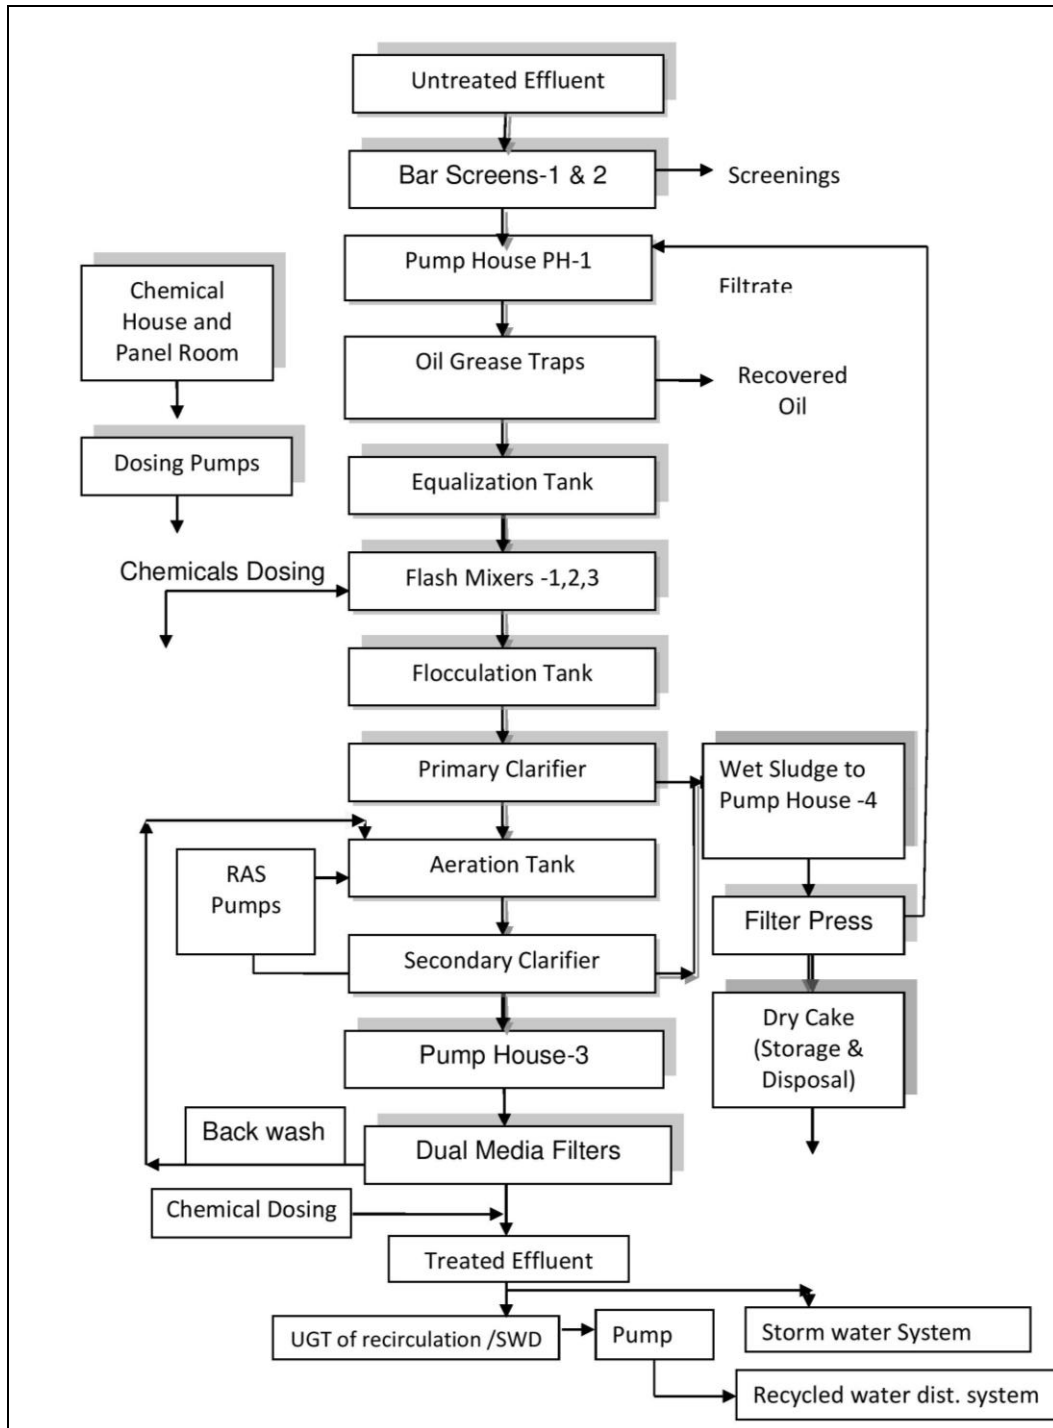 Untreated Effluent
Bar Screens-1 & 2
Screenings
Pump House PH-1
Filtrate
Chemical
House and
Panel Room
Oil Grease Traps
Recovered
Oil
Dosing Pumps
Equalization Tank
Chemicals Dosing
Flash Mixers -1,2,3
Flocculation Tank
Primary Clarifier
Wet Sludge to
Pump House -4
RAS
Pumps
Aeration Tank
Filter Press
Secondary Clarifier
Dry Cake
(Storage &
Disposal)
Pump House-3
Back wash
Dual Media Filters
Chemical Dosing
Treated Effluent
UGT of recirculation /SWD
Pump
Storm water System
Recycled water dist. system